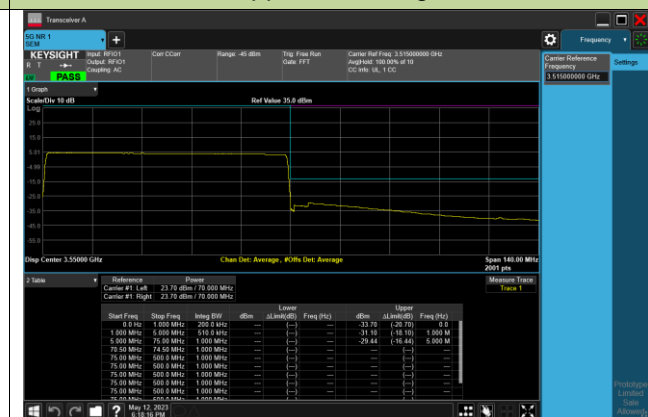 Transceiver A
5G NR 1
SEM
Frequency
KEYSIGHT
R T
LXI
PASS
Input: RFIO1
Output: RFIO1
Coupling: AC
Corr CCorr
Range: -45 dBm
Trig: Free Run
Gate: FFT
Carrier Ref Freq: 3.515000000 GHz
Avg|Hold: 100.00% of 10
CC Info: UL, 1 CC
Carrier Reference
Frequency
3.515000000 GHz
Settings
1 Graph
Scale/Div 10 dB
Ref Value 35.0 dBm
Log
25.0
15.0
5.01
-4.99
-15.0
-25.0
-35.0
-45.0
-55.0
Disp Center 3.55000 GHz
Chan Det: Average, #Offs Det: Average
Span 140.00 MHz
2001 pts
2 Table
Reference Power
Carrier #1: Left 23.70 dBm / 70.000 MHz
Carrier #1: Right 23.70 dBm / 70.000 MHz
Measure Trace
Trace 1
Lower Upper
Start Freq Stop Freq Integ BW dBm ΔLimit(dB) Freq (Hz) dBm ΔLimit(dB) Freq (Hz)
0.0 Hz 1.000 MHz 200.0 kHz --- (---) --- -33.70 (-20.70) 0.0
1.000 MHz 5.000 MHz 510.0 kHz --- (---) --- -31.10 (-18.10) 1.000 M
5.000 MHz 75.00 MHz 1.000 MHz --- (---) --- -29.44 (-16.44) 5.000 M
70.50 MHz 74.50 MHz 1.000 MHz --- (---) --- --- (---) ---
75.00 MHz 500.0 MHz 1.000 MHz --- (---) --- --- (---) ---
75.00 MHz 500.0 MHz 1.000 MHz --- (---) --- --- (---) ---
75.00 MHz 500.0 MHz 1.000 MHz --- (---) --- --- (---) ---
75.00 MHz 500.0 MHz 1.000 MHz --- (---) --- --- (---) ---
May 12, 2023
6:18:16 PM
Prototype
Limited
Sale
Allowed